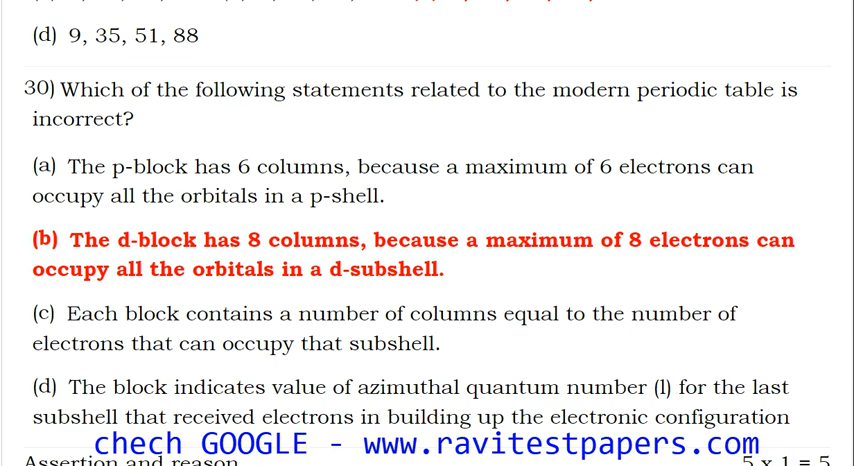 (d) 9, 35, 51, 88
30) Which of the following statements related to the modern periodic table is
incorrect?
(a) The p-block has 6 columns, because a maximum of 6 electrons can
occupy all the orbitals in a p-shell.
(b) The d-block has 8 columns, because a maximum of 8 electrons can
occupy all the orbitals in a d-subshell.
(c) Each block contains a number of columns equal to the number of
electrons that can occupy that subshell.
(d) The block indicates value of azimuthal quantum number (l) for the last
subshell that received electrons in building up the electronic configuration
chech GOOGLE - www.ravitestpapers.com
Assertion and reason 5 x 1 = 5